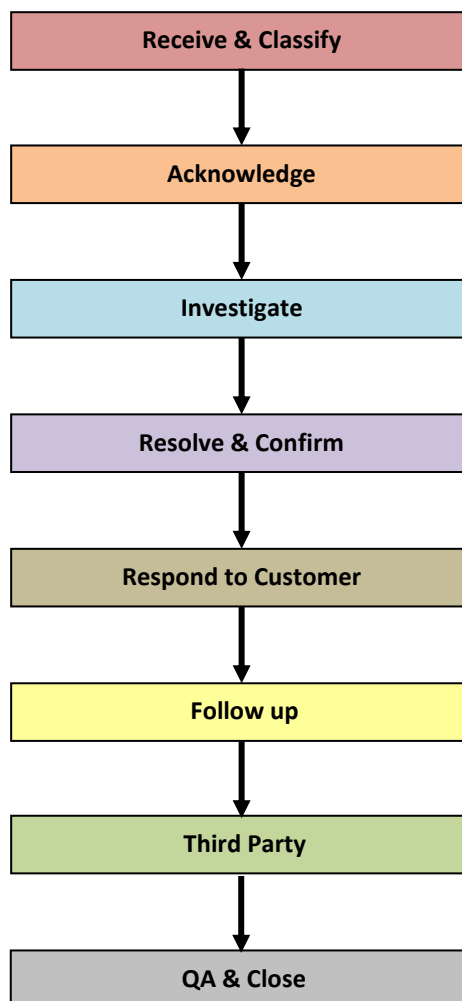 Receive & Classify
Acknowledge
Investigate
Resolve & Confirm
Respond to Customer
Follow up
Third Party
QA & Close